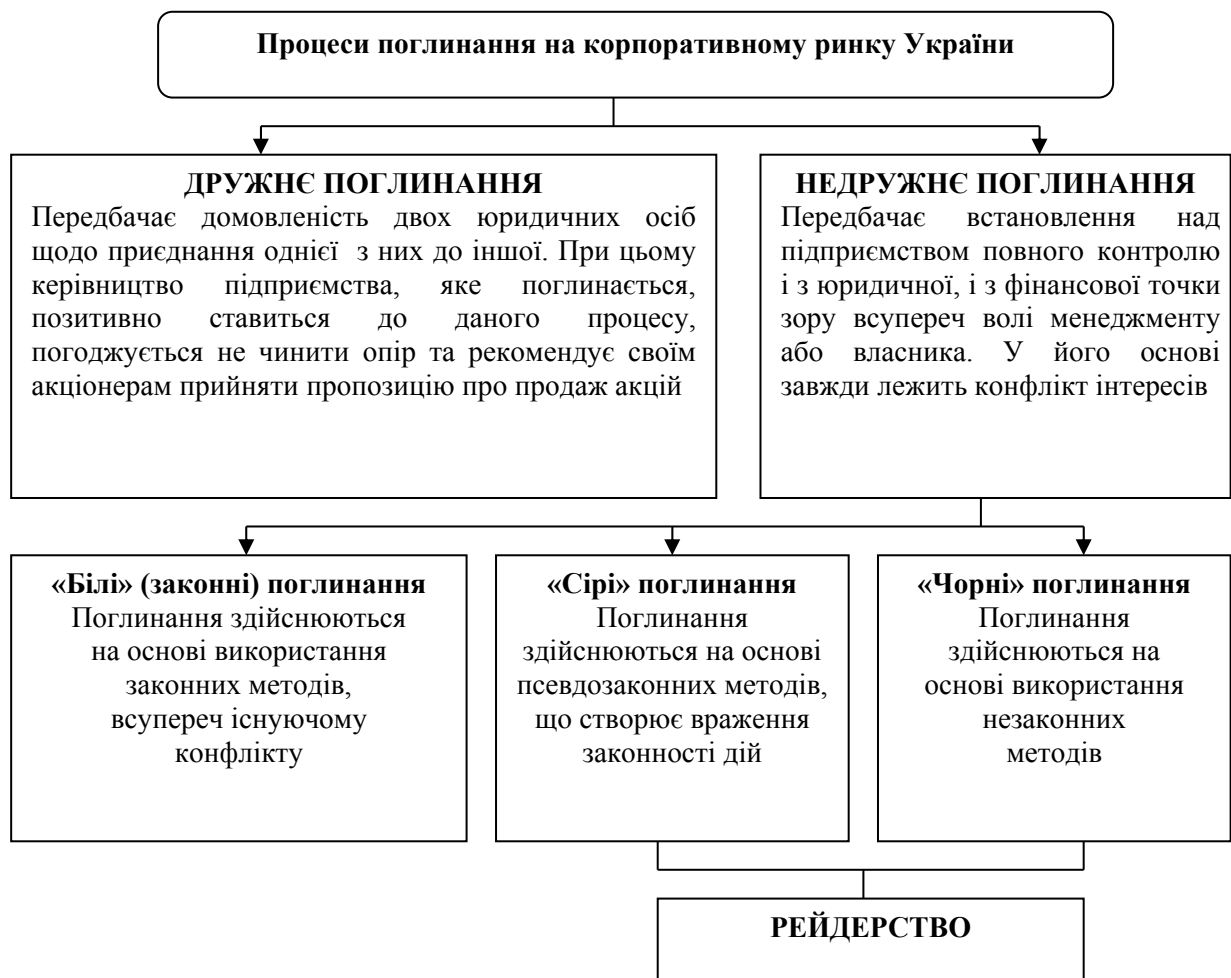 Процеси поглинання на корпоративному ринку України
ДРУЖНЄ ПОГЛИНАННЯ
Передбачає домовленість двох юридичних осіб
щодо приєднання однієї з них до іншої. При цьому
керівництво підприємства, яке поглинається,
позитивно ставиться до даного процесу,
погоджується не чинити опір та рекомендує своїм
акціонерам прийняти пропозицію про продаж акцій
НЕДРУЖНЄ ПОГЛИНАННЯ
Передбачає встановлення над
підприємством повного контролю
і з юридичної, і з фінансової точки
зору всупереч волі менеджменту
або власника. У його основі
завжди лежить конфлікт інтересів
«Білі» (законні) поглинання
Поглинання здійснюються
на основі використання
законних методів,
всупереч існуючому
конфлікту
«Сірі» поглинання
Поглинання
здійснюються на основі
псевдозаконних методів,
що створює враження
законності дій
«Чорні» поглинання
Поглинання
здійснюються на
основі використання
незаконних
методів
РЕЙДЕРСТВО